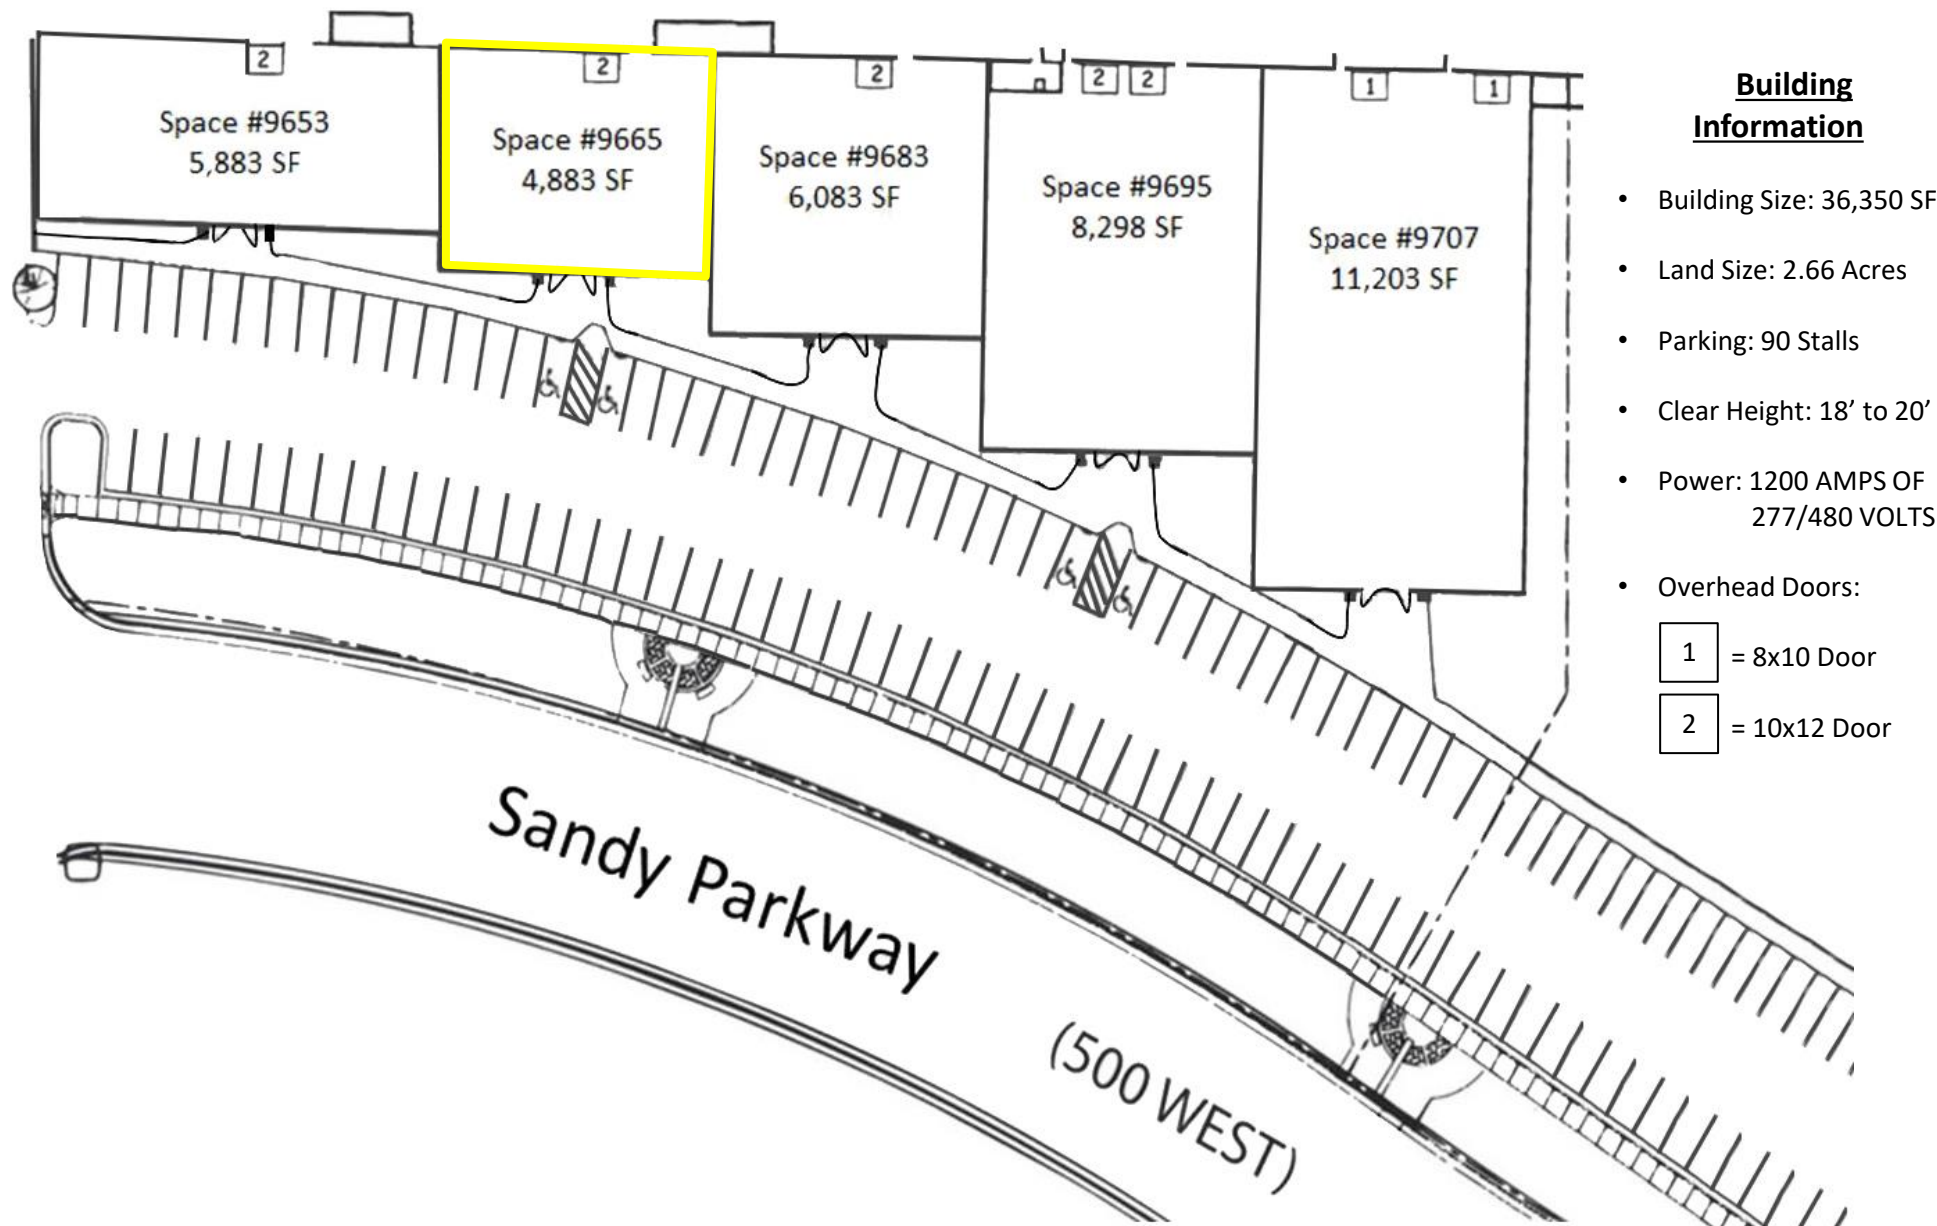 2
2
2
2
2
1
1
Space #9653
5,883 SF
Space #9665
4,883 SF
Space #9683
6,083 SF
Space #9695
8,298 SF
Space #9707
11,203 SF
Building
Information
• Building Size: 36,350 SF
• Land Size: 2.66 Acres
• Parking: 90 Stalls
• Clear Height: 18’ to 20’
• Power: 1200 AMPS OF
277/480 VOLTS
• Overhead Doors:
1 = 8x10 Door
2 = 10x12 Door
Sandy Parkway
(500 WEST)